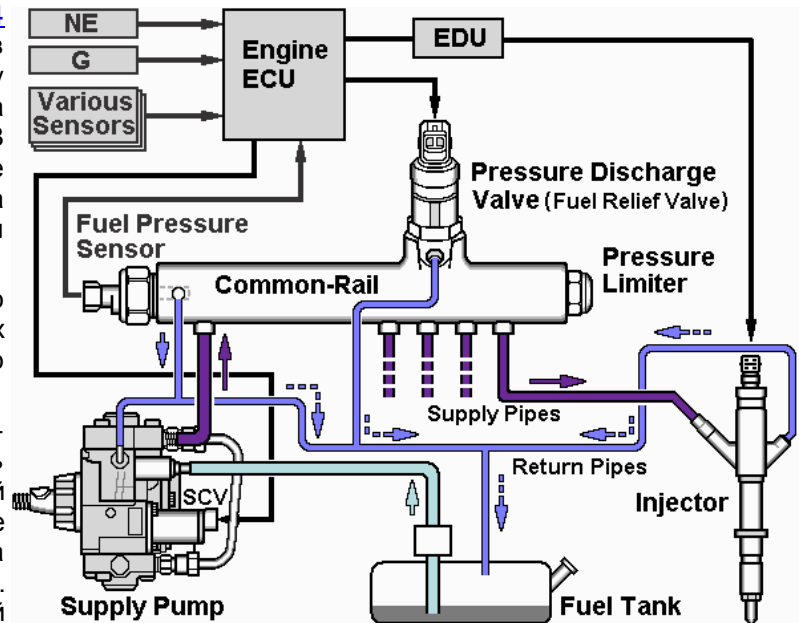 NE
G
Various
Sensors
Engine
ECU
EDU
Pressure Discharge
Valve (Fuel Relief Valve)
Fuel Pressure
Sensor
Common-Rail
Pressure
Limiter
Supply Pipes
Return Pipes
SCV
Injector
Supply Pump
Fuel Tank